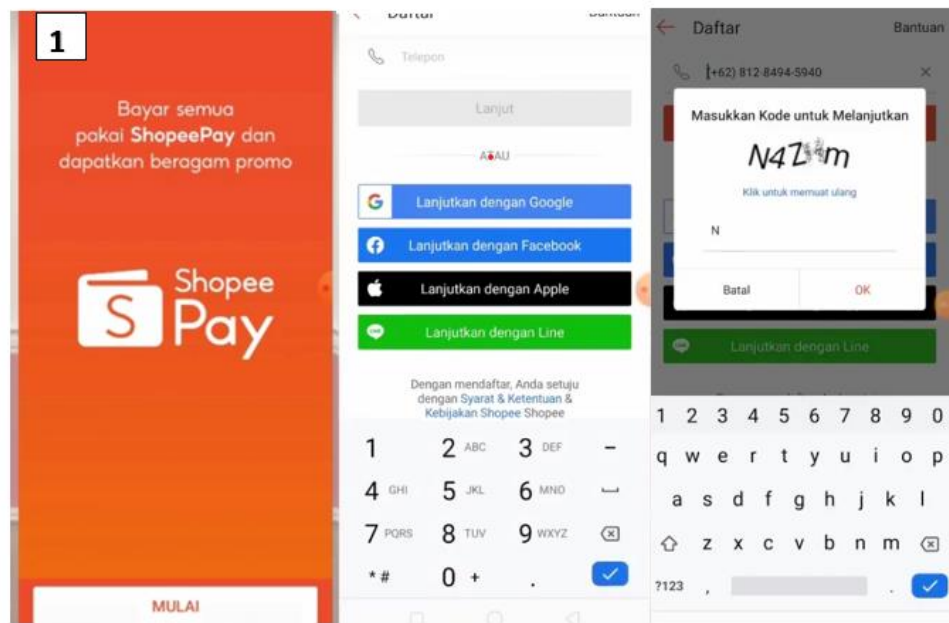 1
Bayar semua
pakai ShopeePay dan
dapatkan beragam promo
S
Shopee
Pay
MULAI
Daftar
Bantuan
Telepon
Lanjut
ATAU
G
Lanjutkan dengan Google
Lanjutkan dengan Facebook
Lanjutkan dengan Apple
Lanjutkan dengan Line
Dengan mendaftar, Anda setuju
dengan Syarat & Ketentuan &
Kebijakan Shopee Shopee
1 2 ABC 3 DEF -
4 GHI 5 JKL 6 MNO
7 PQRS 8 TUV 9 WXYZ
* # 0 + .
Daftar
Bantuan
(+62) 812-8494-5940
Masukkan Kode untuk Melanjutkan
Klik untuk memuat ulang
N
Batal
OK
Lanjutkan dengan Line
1 2 3 4 5 6 7 8 9 0
q w e r t y u i o p
a s d f g h j k l
z x c v b n m
?123 , .